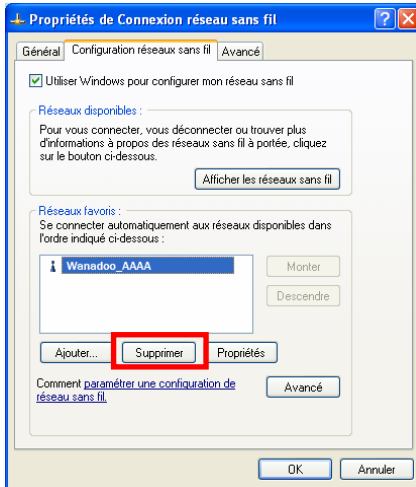 Propriétés de Connexion réseau sans fil
Général
Configuration réseaux sans fil
Avancé
Utiliser Windows pour configurer mon réseau sans fil
Réseaux disponibles :
Pour vous connecter, vous déconnecter ou trouver plus
d'informations à propos des réseaux sans fil à portée, cliquez
sur le bouton ci-dessous.
Afficher les réseaux sans fil
Réseaux favoris :
Se connecter automatiquement aux réseaux disponibles dans
l'ordre indiqué ci-dessous :
Wanadoo_AAAA
Monter
Descendre
Ajouter...
Supprimer
Propriétés
Comment paramétrer une configuration de
réseau sans fil.
Avancé
OK
Annuler